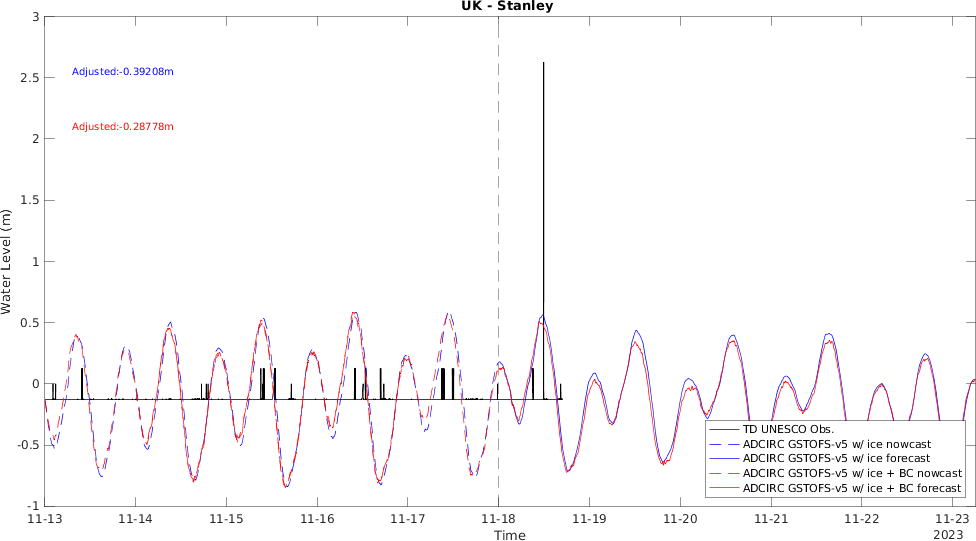 UK - Stanley
3
2.5
2
1.5
1
0.5
0
-0.5
-1
Water Level (m)
Adjusted:-0.39208m
Adjusted:-0.28778m
TD UNESCO Obs.
ADCIRC GSTOFS-v5 w/ ice nowcast
ADCIRC GSTOFS-v5 w/ ice forecast
ADCIRC GSTOFS-v5 w/ ice + BC nowcast
ADCIRC GSTOFS-v5 w/ ice + BC forecast
11-13 11-14 11-15 11-16 11-17 11-18 11-19 11-20 11-21 11-22 11-23
Time
2023